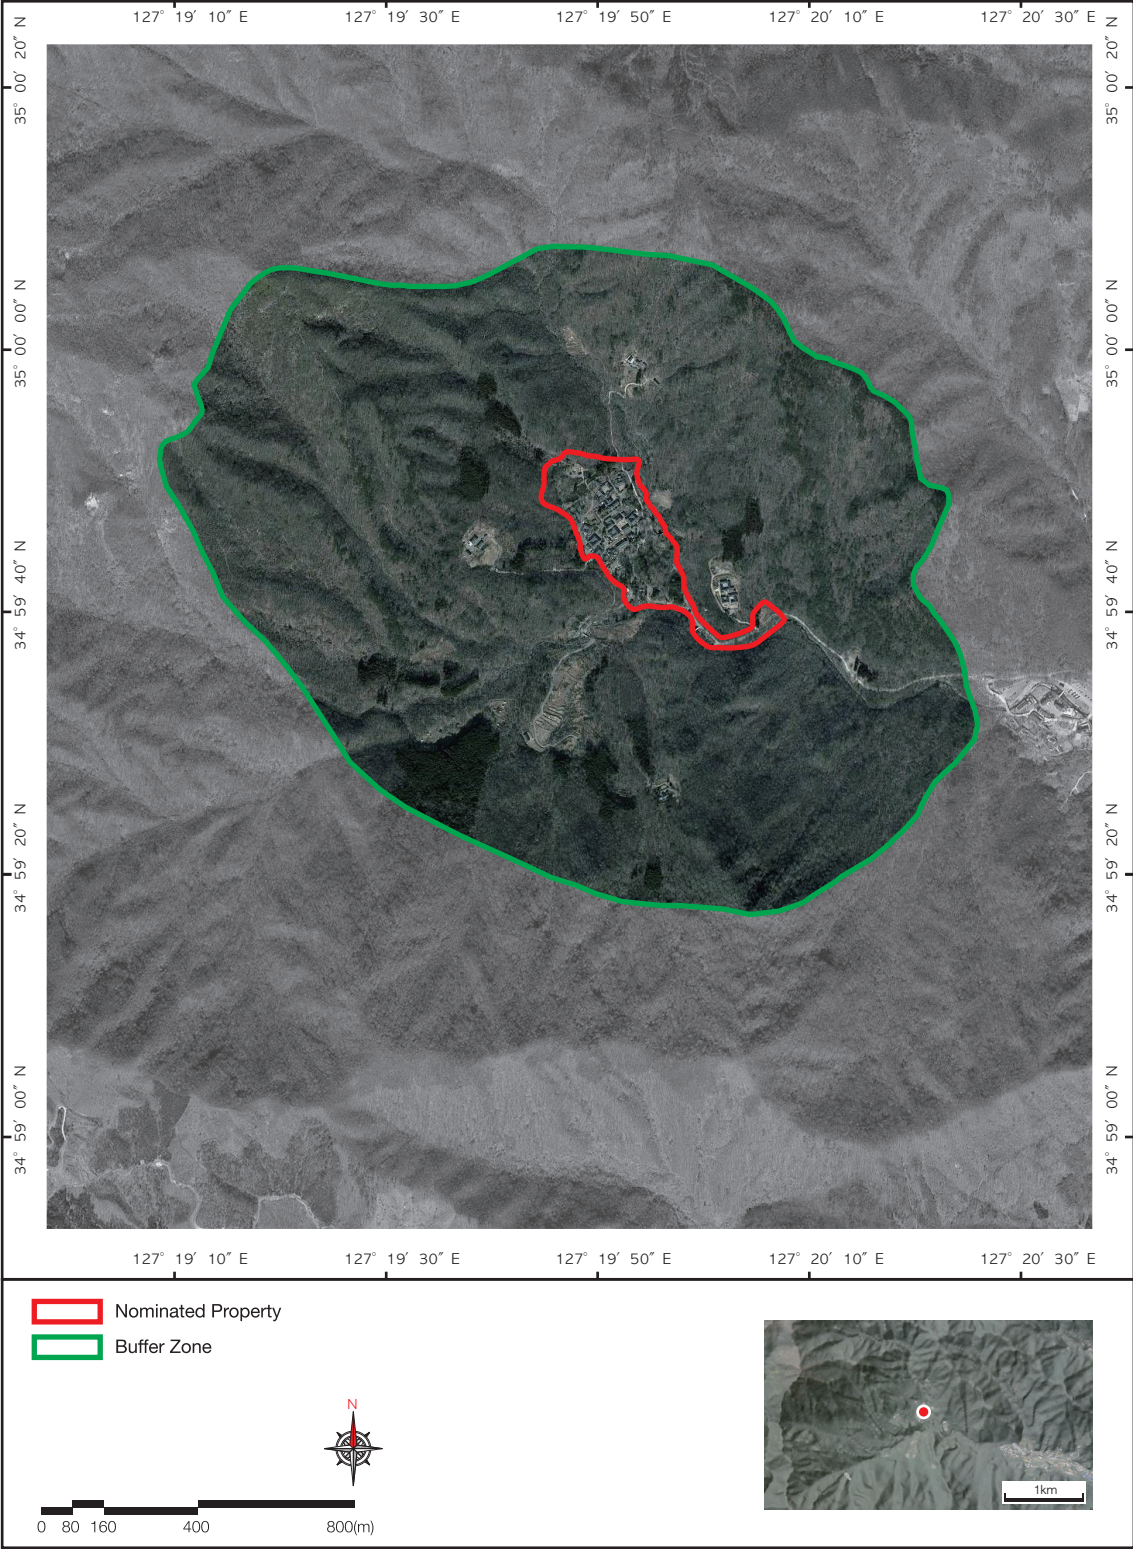 127° 19′ 10″ E
127° 19′ 30″ E
127° 19′ 50″ E
127° 20′ 10″ E
127° 20′ 30″ E
35° 00′ 20″ N
35° 00′ 20″ N
35° 00′ 00″ N
35° 00′ 00″ N
34° 59′ 40″ N
34° 59′ 40″ N
34° 59′ 20″ N
34° 59′ 20″ N
34° 59′ 00″ N
34° 59′ 00″ N
127° 19′ 10″ E
127° 19′ 30″ E
127° 19′ 50″ E
127° 20′ 10″ E
127° 20′ 30″ E
Nominated Property
Buffer Zone
N
0 80 160 400 800(m)
1km